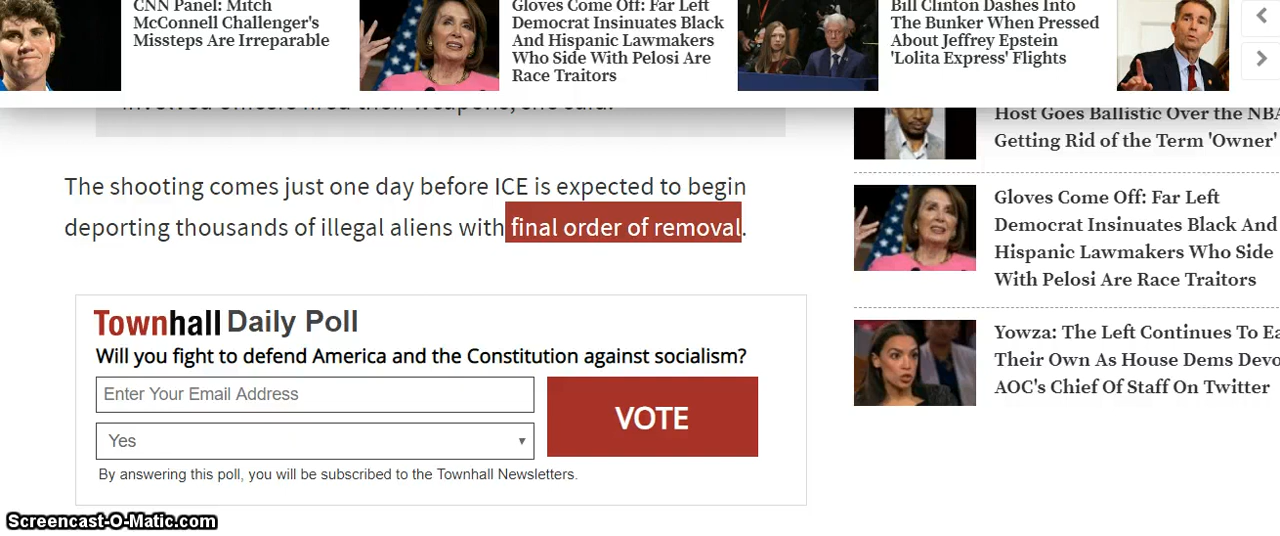 CNN Panel: Mitch
McConnell Challenger's
Missteps Are Irreparable
Gloves Come Off: Far Left
Democrat Insinuates Black
And Hispanic Lawmakers
Who Side With Pelosi Are
Race Traitors
Bill Clinton Dashes Into
The Bunker When Pressed
About Jeffrey Epstein
'Lolita Express' Flights
The shooting comes just one day before ICE is expected to begin
deporting thousands of illegal aliens with final order of removal.
Townhall Daily Poll
Will you fight to defend America and the Constitution against socialism?
Enter Your Email Address
Yes
VOTE
By answering this poll, you will be subscribed to the Townhall Newsletters.
Host Goes Ballistic Over the NBA
Getting Rid of the Term 'Owner'
Gloves Come Off: Far Left
Democrat Insinuates Black And
Hispanic Lawmakers Who Side
With Pelosi Are Race Traitors
Yowza: The Left Continues To Ea
Their Own As House Dems Devo
AOC's Chief Of Staff On Twitter
Screencast-O-Matic.com